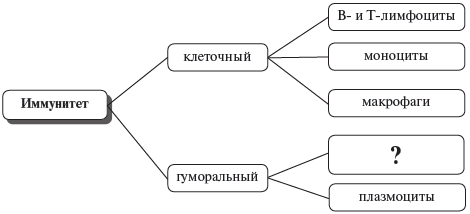 В- и Т-лимфоциты
клеточный
моноциты
Иммунитет
макрофаги
?
гуморальный
плазмоциты